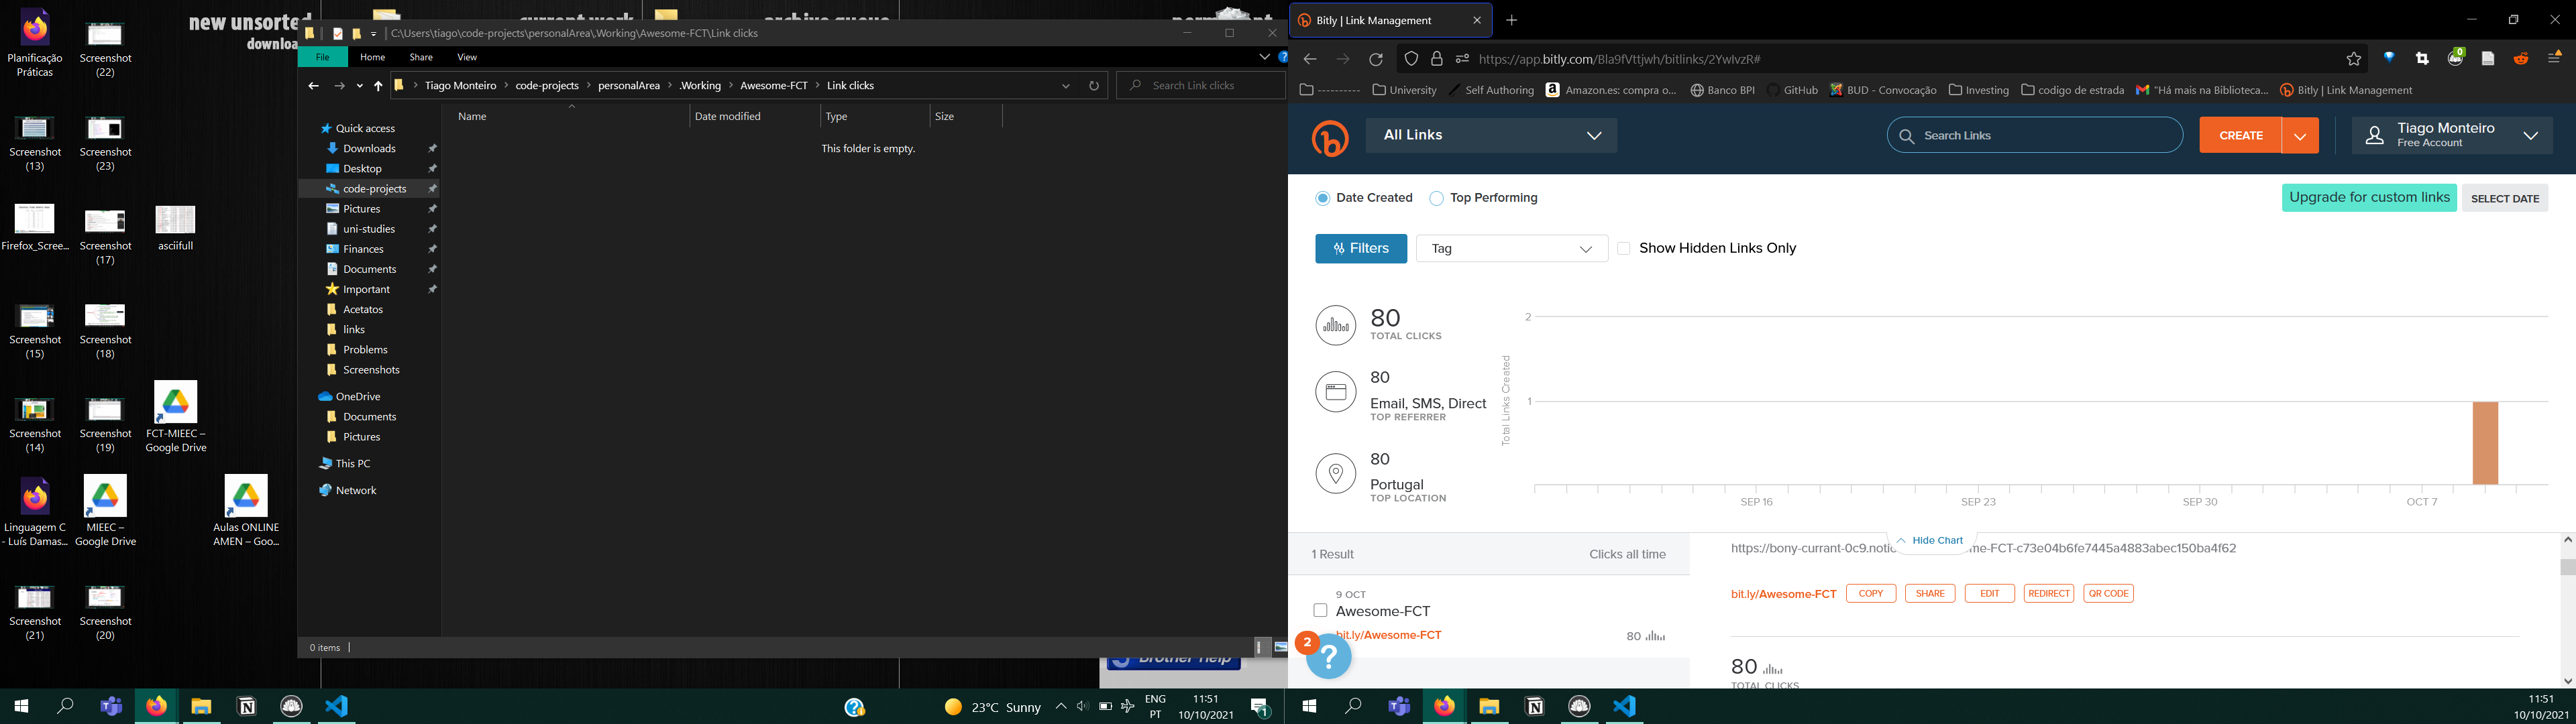 new unsorted
downloa
current work
archive queue
permanent
Planificação
Práticas
Screenshot
(22)
Screenshot
(13)
Screenshot
(23)
Firefox_Scree...
Screenshot
(17)
asciifull
Screenshot
(15)
Screenshot
(18)
Screenshot
(14)
Screenshot
(19)
FCT-MIEEC –
Google Drive
Linguagem C
- Luís Damas...
MIEEC –
Google Drive
Aulas ONLINE
AMEN – Goo...
Screenshot
(21)
Screenshot
(20)
C:\Users\tiago\code-projects\personalArea\.Working\Awesome-FCT\Link clicks
File Home Share View
Tiago Monteiro > code-projects > personalArea > .Working > Awesome-FCT > Link clicks
Search Link clicks
Name Date modified Type Size
This folder is empty.
Quick access
Downloads
Desktop
code-projects
Pictures
uni-studies
Finances
Documents
Important
Acetatos
links
Problems
Screenshots
OneDrive
Documents
Pictures
This PC
Network
0 items
Brother Help
23°C Sunny
ENG
PT
11:51
10/10/2021
1
Bitly | Link Management
https://app.bitly.com/Bla9fVttjwh/bitlinks/2YwIvzR#
0
----------
University
Self Authoring
Amazon.es: compra o...
Banco BPI
GitHub
BUD - Convocação
Investing
codigo de estrada
"Há mais na Biblioteca...
Bitly | Link Management
All Links
Search Links
CREATE
Tiago Monteiro
Free Account
Date Created
Top Performing
Upgrade for custom links
SELECT DATE
Filters
Tag
Show Hidden Links Only
80
TOTAL CLICKS
80
Email, SMS, Direct
TOP REFERRER
80
Portugal
TOP LOCATION
Total Links Created
2
1
SEP 16 SEP 23 SEP 30 OCT 7
Hide Chart
1 Result
Clicks all time
https://bony-currant-0c9.notio
me-FCT-c73e04b6fe7445a4883abec150ba4f62
9 OCT
Awesome-FCT
bit.ly/Awesome-FCT
80
2
?
bit.ly/Awesome-FCT
COPY
SHARE
EDIT
REDIRECT
QR CODE
80
TOTAL CLICKS
11:51
10/10/2021